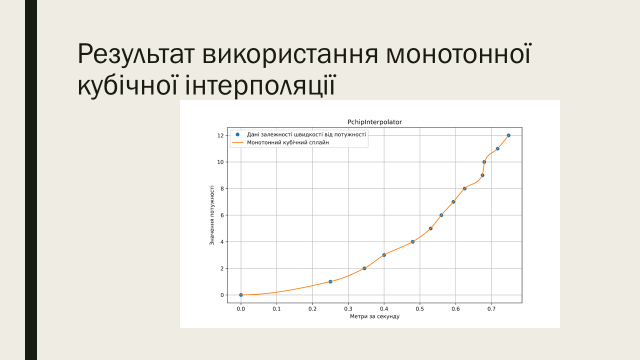 Результат використання монотонної
кубічної інтерполяції
PchipInterpolator
Дані залежності швидкості від потужності
Монотонний кубічний сплайн
Значення потужності
12
10
8
6
4
2
0
0.0 0.1 0.2 0.3 0.4 0.5 0.6 0.7
Метри за секунду